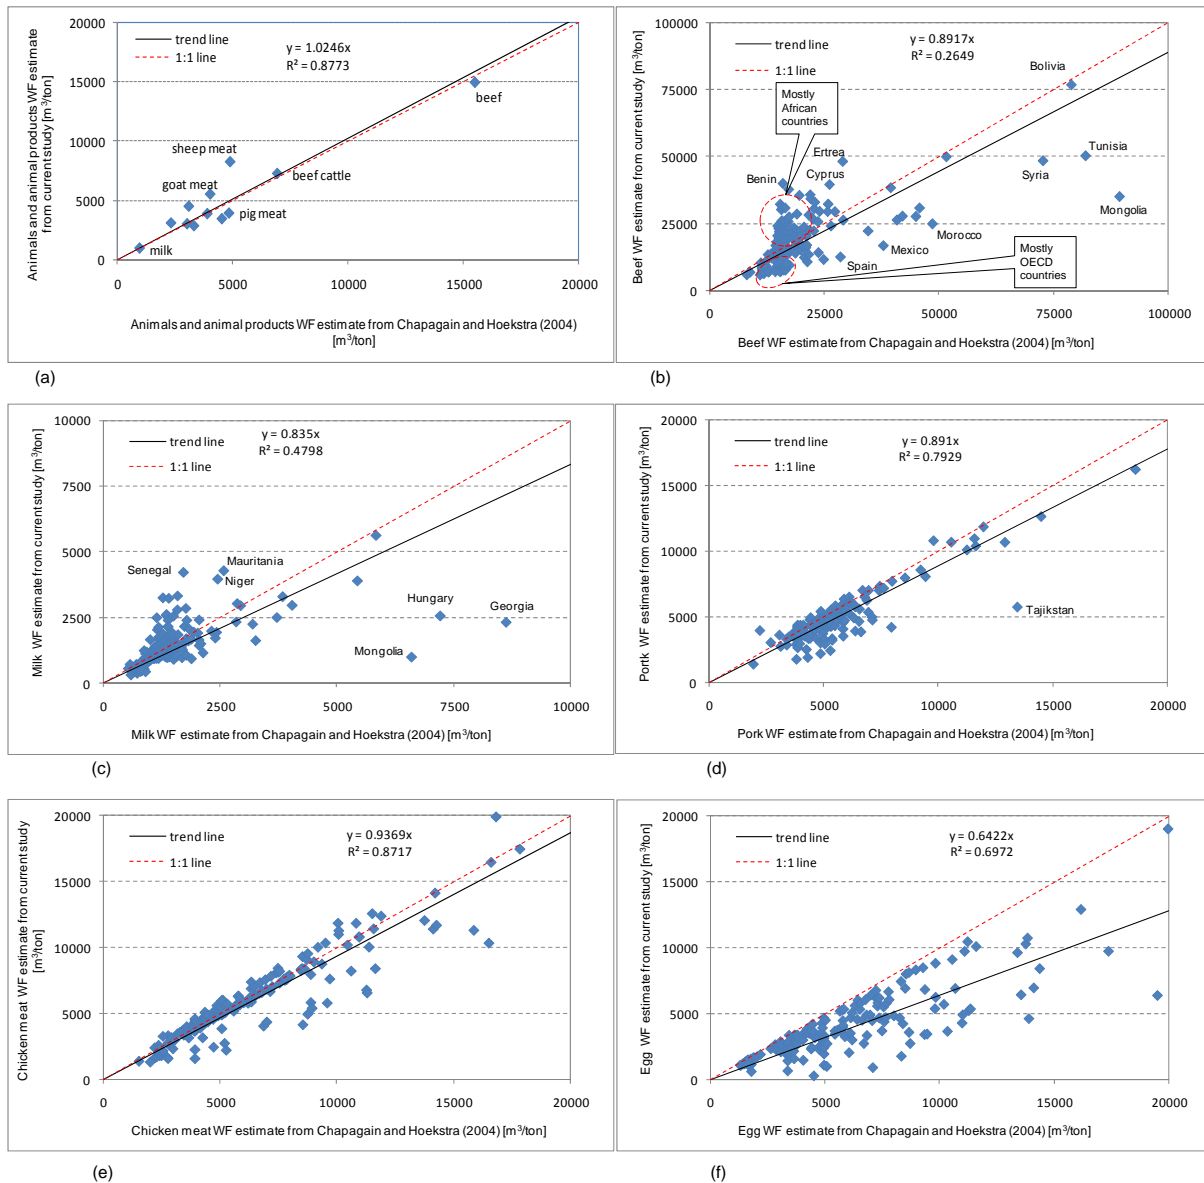 20000
15000
10000
5000
0
0
5000
10000
15000
20000
Animals and animal products WF estimate
from current study [m³/ton]
trend line
1:1 line
y = 1.0246x
R² = 0.8773
beef
sheep meat
beef cattle
goat meat
pig meat
milk
Animals and animal products WF estimate from Chapagain and Hoekstra (2004)
[m³/ton]
(a)
100000
75000
50000
25000
0
0
25000
50000
75000
100000
Beef WF estimate from current study [m³/ton]
trend line
1:1 line
y = 0.8917x
R² = 0.2649
Mostly
African
countries
Bolivia
Ertrea
Tunisia
Benin
Cyprus
Syria
Mongolia
Morocco
Mexico
Spain
Mostly
OECD
countries
Beef WF estimate from Chapagain and Hoekstra (2004) [m³/ton]
(b)
10000
7500
5000
2500
0
0
2500
5000
7500
10000
Milk WF estimate from current study [m³/ton]
trend line
1:1 line
y = 0.835x
R² = 0.4798
Senegal
Mauritania
Niger
Hungary
Georgia
Mongolia
Milk WF estimate from Chapagain and Hoekstra (2004) [m³/ton]
(c)
20000
15000
10000
5000
0
0
5000
10000
15000
20000
Portk WF estimate from current study [m³/ton]
trend line
1:1 line
y = 0.891x
R² = 0.7929
Tajikstan
Pork WF estimate from Chapagain and Hoekstra (2004) [m³/ton]
(d)
20000
15000
10000
5000
0
0
5000
10000
15000
20000
Chicken meat WF estimate from current study
[m³/ton]
trend line
1:1 line
y = 0.9369x
R² = 0.8717
Chicken meat WF estimate from Chapagain and Hoekstra (2004) [m³/ton]
(e)
20000
15000
10000
5000
0
0
5000
10000
15000
20000
Egg WF estimate from current study [m³/ton]
trend line
1:1 line
y = 0.6422x
R² = 0.6972
Egg WF estimate from Chapagain and Hoekstra (2004) [m³/ton]
(f)